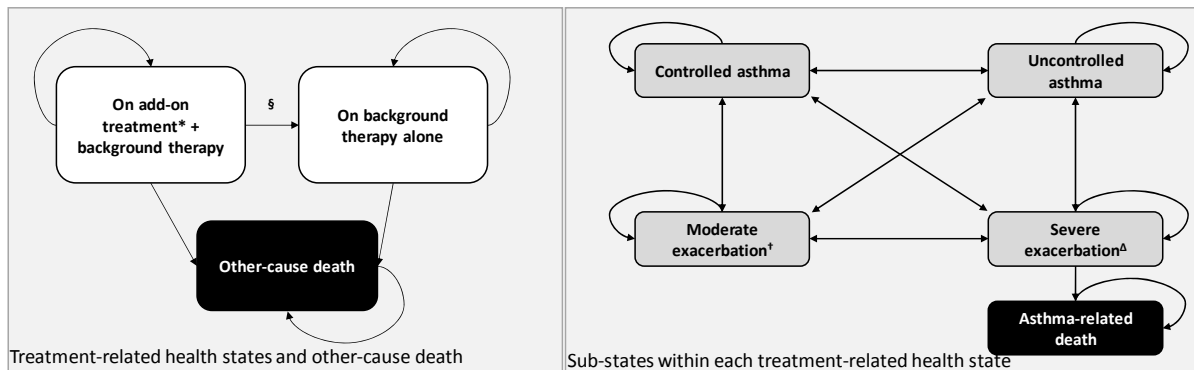 On add-on
treatment* +
background therapy
§
On background
therapy alone
Other-cause death
Treatment-related health states and other-cause death
Controlled asthma
Uncontrolled
asthma
Moderate
exacerbation†
Severe
exacerbationΔ
Asthma-related
death
Sub-states within each treatment-related health state